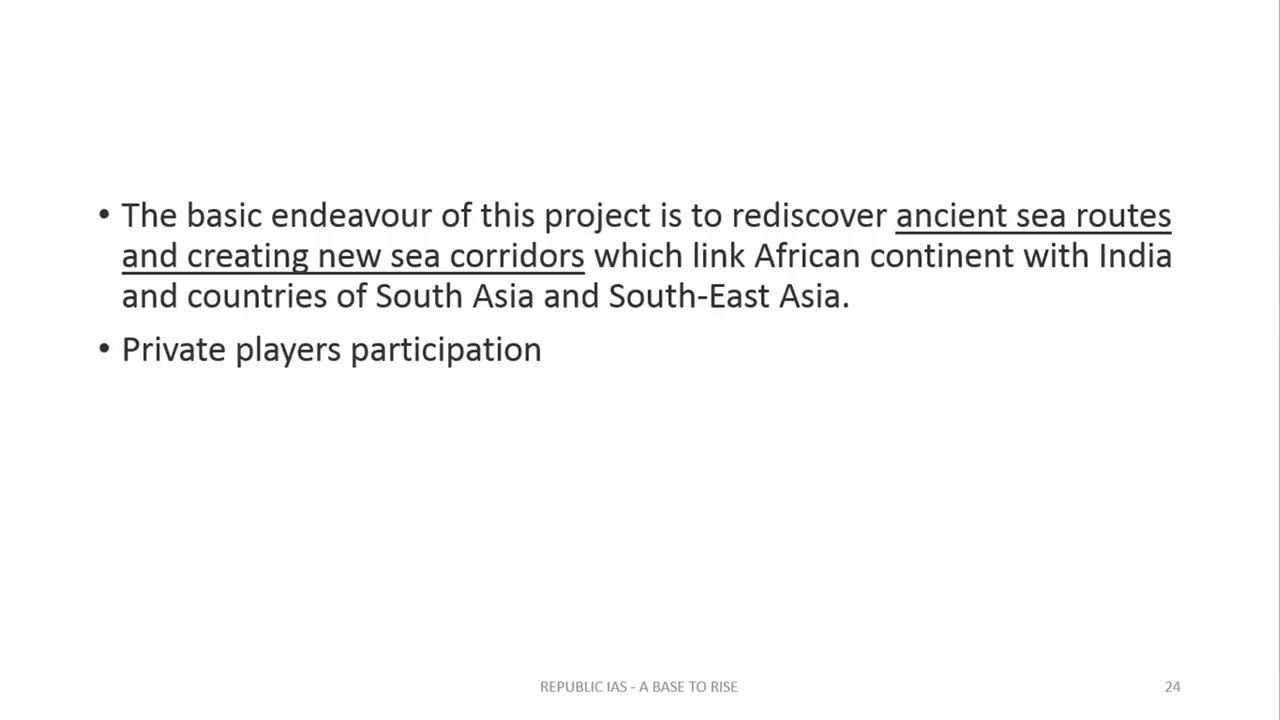 • The basic endeavour of this project is to rediscover ancient sea routes
and creating new sea corridors which link African continent with India
and countries of South Asia and South-East Asia.
• Private players participation
REPUBLIC IAS - A BASE TO RISE
24